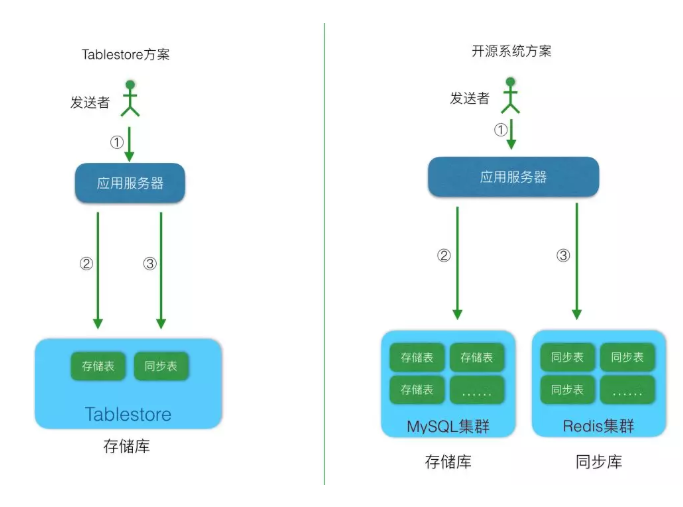 Tablestore方案
发送者
①
应用服务器
②
③
存储表
同步表
Tablestore
存储库
开源系统方案
发送者
①
应用服务器
②
③
存储表
存储表
存储表
......
MySQL集群
存储库
同步表
同步表
同步表
......
Redis集群
同步库